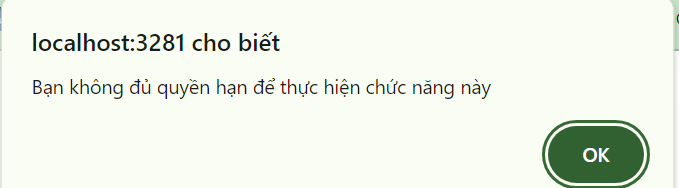 localhost:3281 cho biết
Bạn không đủ quyền hạn để thực hiện chức năng này
OK